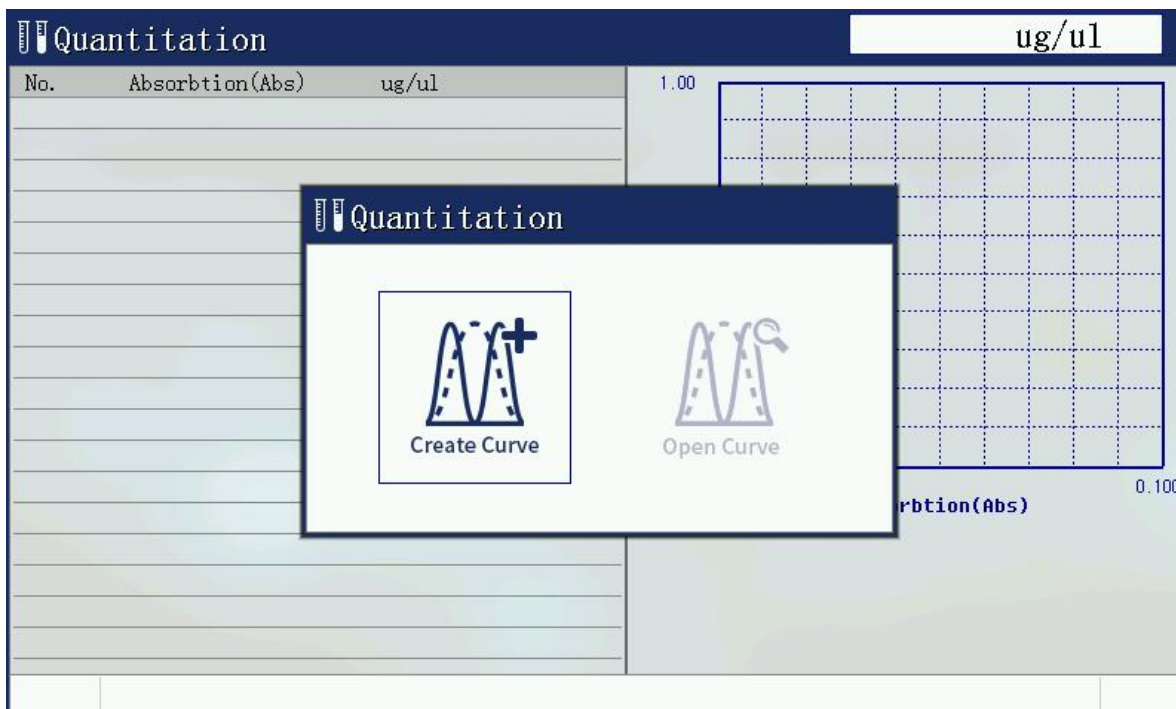 Quantitation
ug/ul
No. Absorbtion(Abs) ug/ul
1.00
Quantitation
Create Curve
Open Curve
0.100
rbtion(Abs)